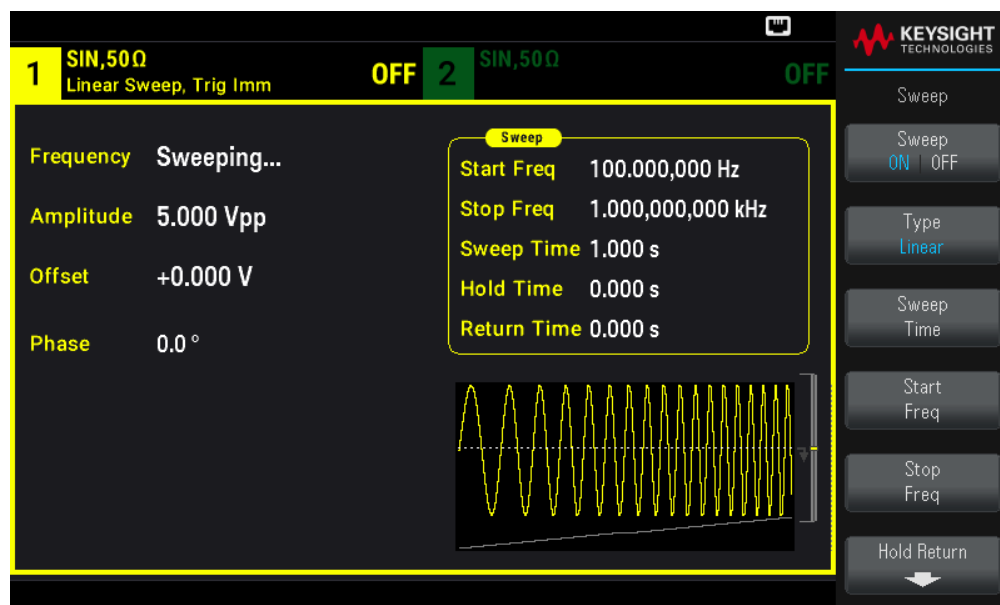 KEYSIGHT
TECHNOLOGIES
1 SIN,50Ω OFF
Linear Sweep, Trig Imm
2 SIN,50Ω OFF
Frequency Sweeping...
Amplitude 5.000 Vpp
Offset +0.000 V
Phase 0.0 °
Sweep
Start Freq 100.000,000 Hz
Stop Freq 1.000,000,000 kHz
Sweep Time 1.000 s
Hold Time 0.000 s
Return Time 0.000 s
Sweep
Sweep
ON | OFF
Type
Linear
Sweep
Time
Start
Freq
Stop
Freq
Hold Return